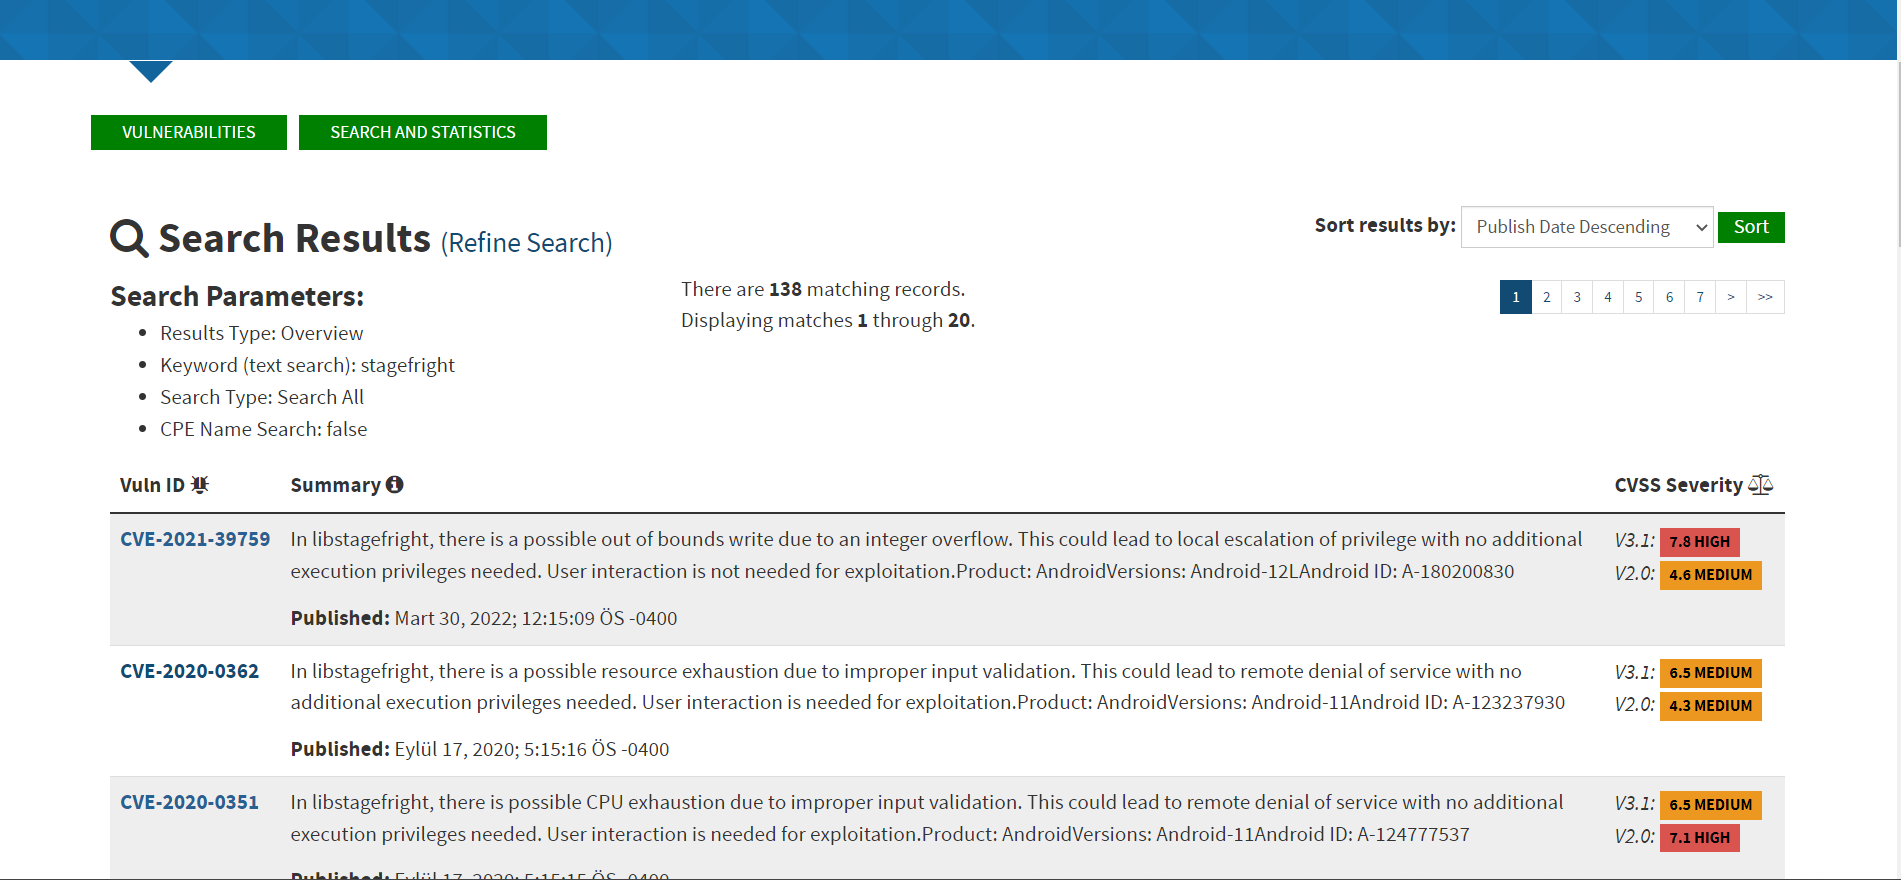 VULNERABILITIES
SEARCH AND STATISTICS
Search Results (Refine Search)
Sort results by:
Publish Date Descending
Sort
Search Parameters:
Results Type: Overview
Keyword (text search): stagefright
Search Type: Search All
CPE Name Search: false
There are 138 matching records.
Displaying matches 1 through 20.
1 2 3 4 5 6 7 > >>
Vuln ID
Summary
CVSS Severity
CVE-2021-39759
In libstagefright, there is a possible out of bounds write due to an integer overflow. This could lead to local escalation of privilege with no additional
execution privileges needed. User interaction is not needed for exploitation.Product: AndroidVersions: Android-12LAndroid ID: A-180200830
Published: Mart 30, 2022; 12:15:09 ÖS -0400
V3.1: 7.8 HIGH
V2.0: 4.6 MEDIUM
CVE-2020-0362
In libstagefright, there is a possible resource exhaustion due to improper input validation. This could lead to remote denial of service with no
additional execution privileges needed. User interaction is needed for exploitation.Product: AndroidVersions: Android-11Android ID: A-123237930
Published: Eylül 17, 2020; 5:15:16 ÖS -0400
V3.1: 6.5 MEDIUM
V2.0: 4.3 MEDIUM
CVE-2020-0351
In libstagefright, there is possible CPU exhaustion due to improper input validation. This could lead to remote denial of service with no additional
execution privileges needed. User interaction is needed for exploitation.Product: AndroidVersions: Android-11Android ID: A-124777537
Published: Eylül 17, 2020; 5:15:15 ÖS -0400
V3.1: 6.5 MEDIUM
V2.0: 7.1 HIGH